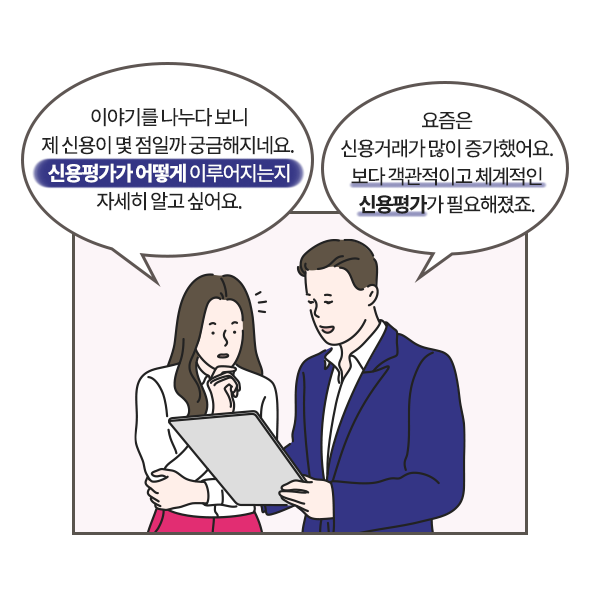 이야기를 나누다 보니
제 신용이 몇 점일까 궁금해지네요.
신용평가가 어떻게 이루어지는지
자세히 알고 싶어요.
요즘은
신용거래가 많이 증가했어요.
보다 객관적이고 체계적인
신용평가가 필요해졌죠.